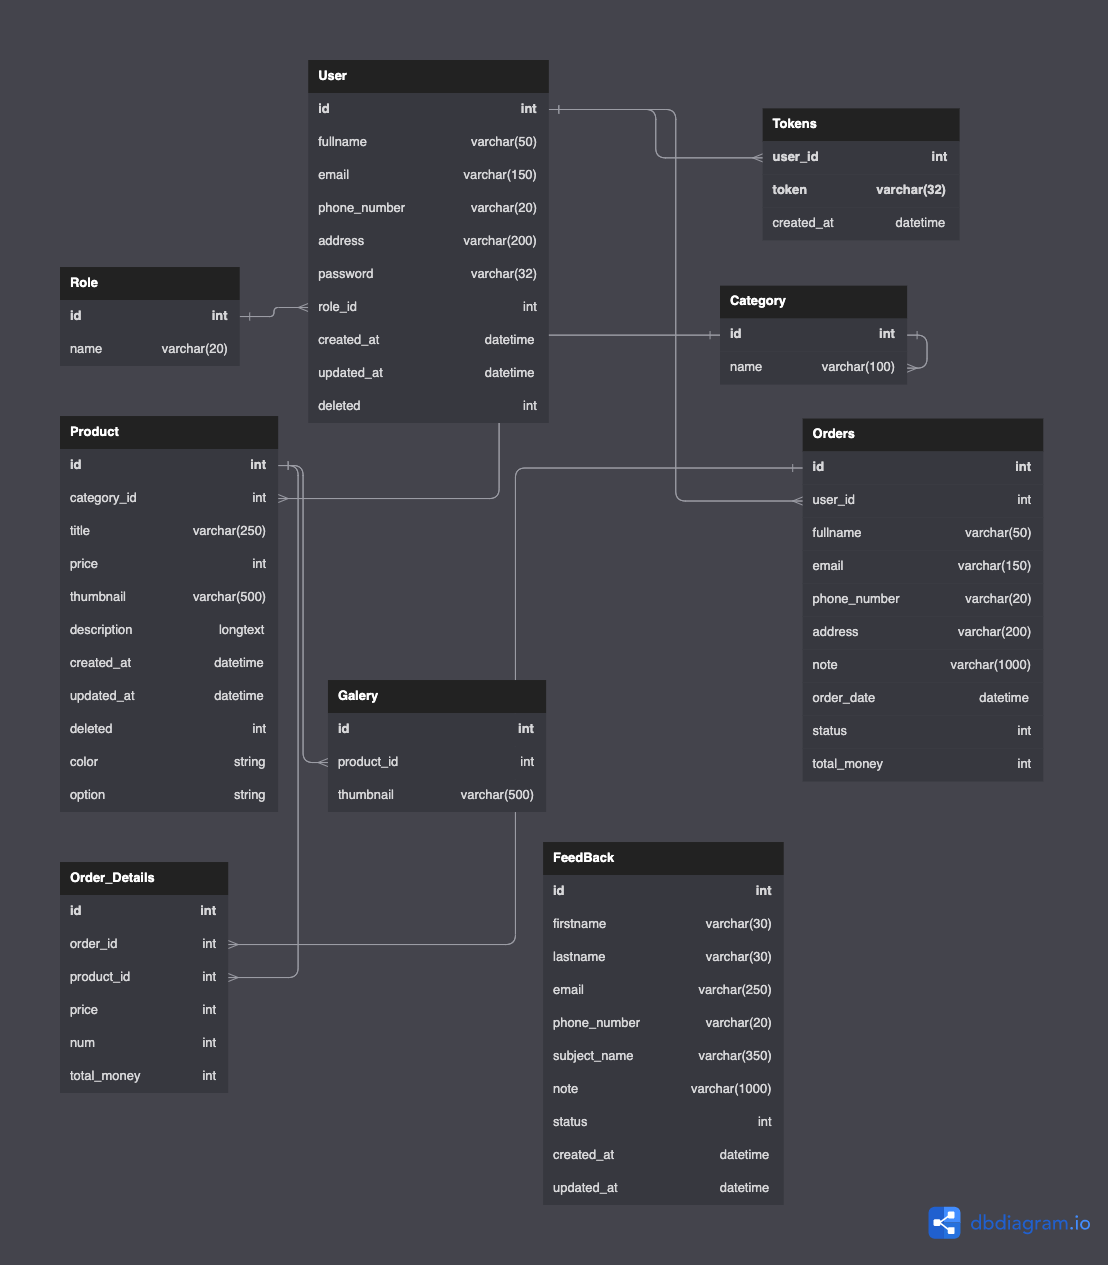 User
id int
fullname varchar(50)
email varchar(150)
phone_number varchar(20)
address varchar(200)
password varchar(32)
role_id int
created_at datetime
updated_at datetime
deleted int
Tokens
user_id int
token varchar(32)
created_at datetime
Role
id int
name varchar(20)
Category
id int
name varchar(100)
Product
id int
category_id int
title varchar(250)
price int
thumbnail varchar(500)
description longtext
created_at datetime
updated_at datetime
deleted int
color string
option string
Orders
id int
user_id int
fullname varchar(50)
email varchar(150)
phone_number varchar(20)
address varchar(200)
note varchar(1000)
order_date datetime
status int
total_money int
Galery
id int
product_id int
thumbnail varchar(500)
Order_Details
id int
order_id int
product_id int
price int
num int
total_money int
FeedBack
id int
firstname varchar(30)
lastname varchar(30)
email varchar(250)
phone_number varchar(20)
subject_name varchar(350)
note varchar(1000)
status int
created_at datetime
updated_at datetime
dbdiagram.io